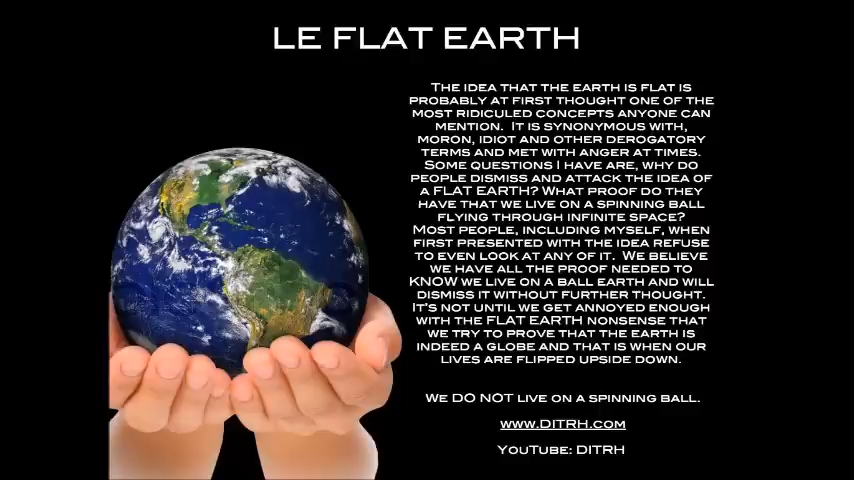 LE FLAT EARTH
THE IDEA THAT THE EARTH IS FLAT IS
PROBABLY AT FIRST THOUGHT ONE OF THE
MOST RIDICULED CONCEPTS ANYONE CAN
MENTION. IT IS SYNONYMOUS WITH,
MORON, IDIOT AND OTHER DEROGATORY
TERMS AND MET WITH ANGER AT TIMES.
SOME QUESTIONS I HAVE ARE, WHY DO
PEOPLE DISMISS AND ATTACK THE IDEA OF
A FLAT EARTH? WHAT PROOF DO THEY
HAVE THAT WE LIVE ON A SPINNING BALL
FLYING THROUGH INFINITE SPACE?
MOST PEOPLE, INCLUDING MYSELF, WHEN
FIRST PRESENTED WITH THE IDEA REFUSE
TO EVEN LOOK AT ANY OF IT. WE BELIEVE
WE HAVE ALL THE PROOF NEEDED TO
KNOW WE LIVE ON A BALL EARTH AND WILL
DISMISS IT WITHOUT FURTHER THOUGHT.
IT'S NOT UNTIL WE GET ANNOYED ENOUGH
WITH THE FLAT EARTH NONSENSE THAT
WE TRY TO PROVE THAT THE EARTH IS
INDEED A GLOBE AND THAT IS WHEN OUR
LIVES ARE FLIPPED UPSIDE DOWN.
WE DO NOT LIVE ON A SPINNING BALL.
WWW.DITRH.COM
YOUTUBE: DITRH